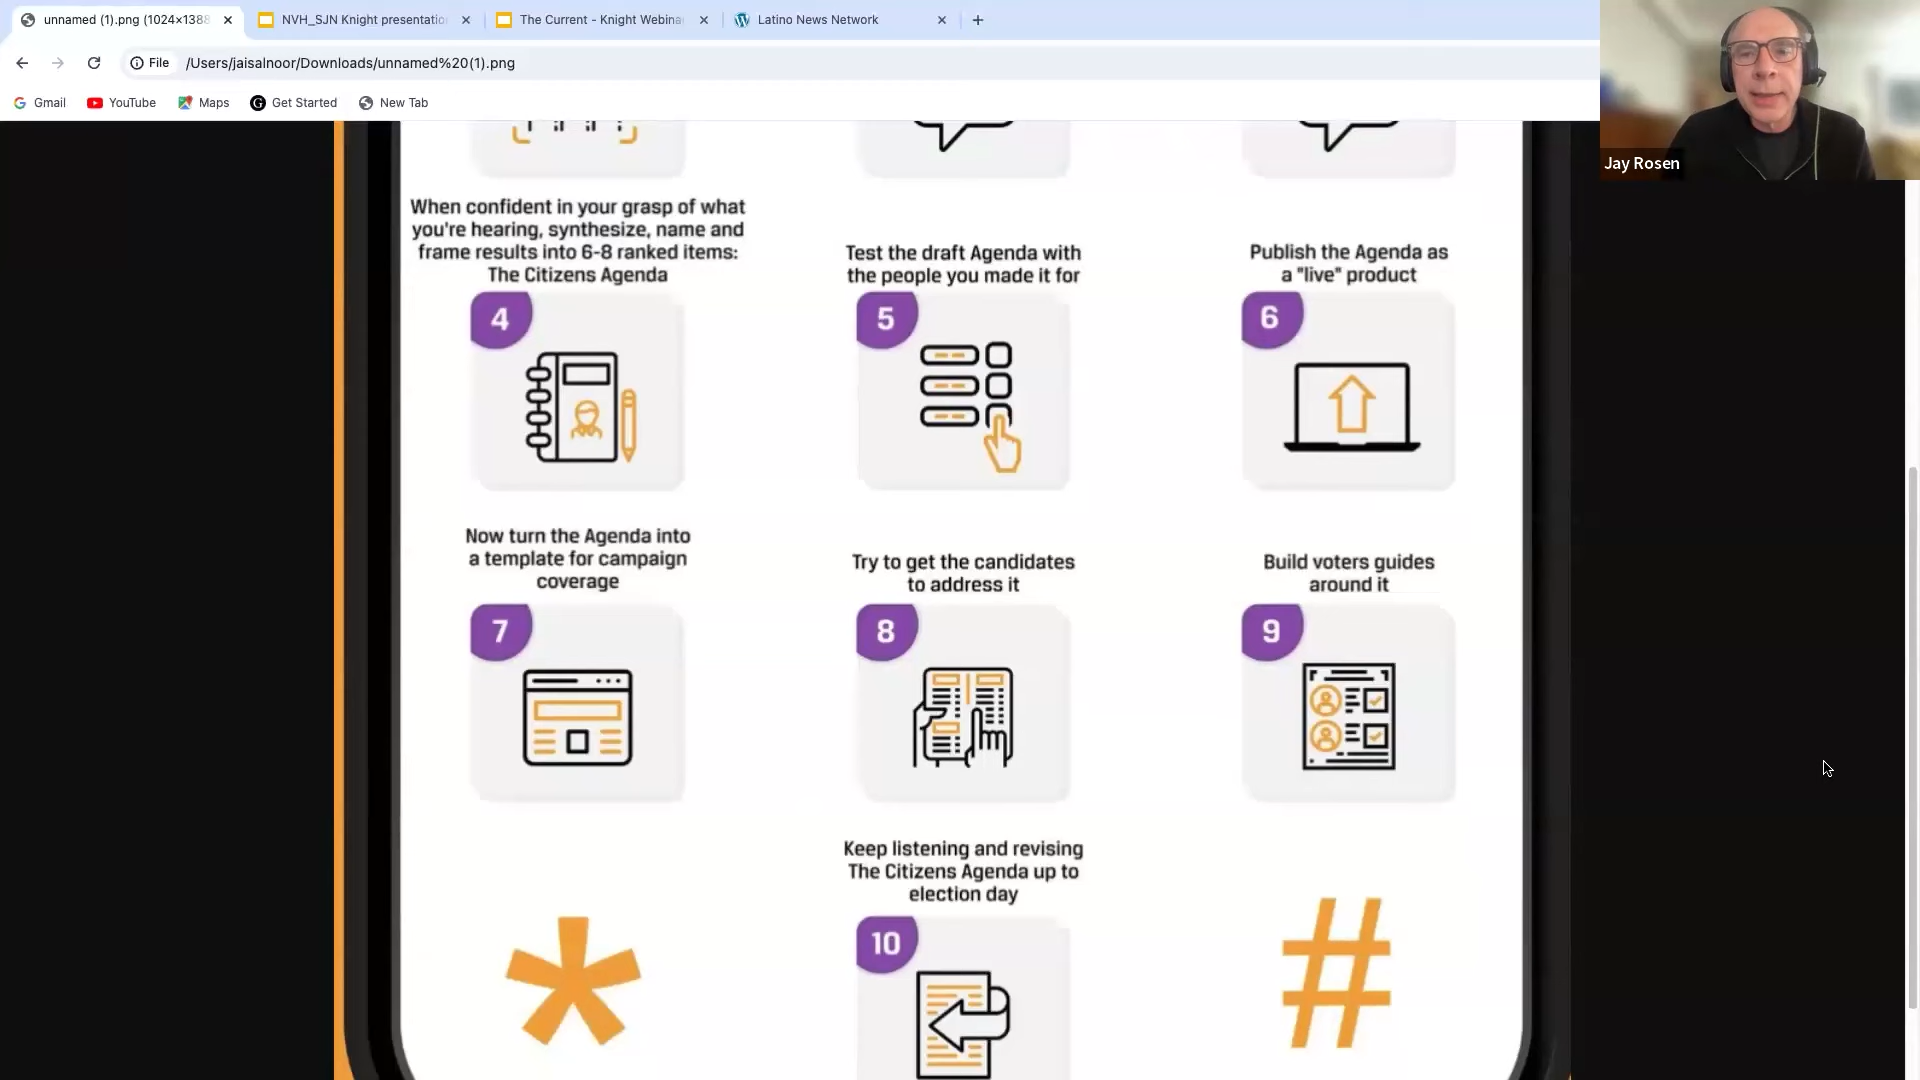 unnamed (1).png (1024×1388
NVH_SJN Knight presentatio
The Current - Knight Webina
Latino News Network
File
/Users/jaisalnoor/Downloads/unnamed%20(1).png
Gmail
YouTube
Maps
Get Started
New Tab
Jay Rosen
When confident in your grasp of what
you're hearing, synthesize, name and
frame results into 6-8 ranked items:
The Citizens Agenda
4
Test the draft Agenda with
the people you made it for
5
Publish the Agenda as
a "live" product
6
Now turn the Agenda into
a template for campaign
coverage
7
Try to get the candidates
to address it
8
Build voters guides
around it
9
*
Keep listening and revising
The Citizens Agenda up to
election day
10
#